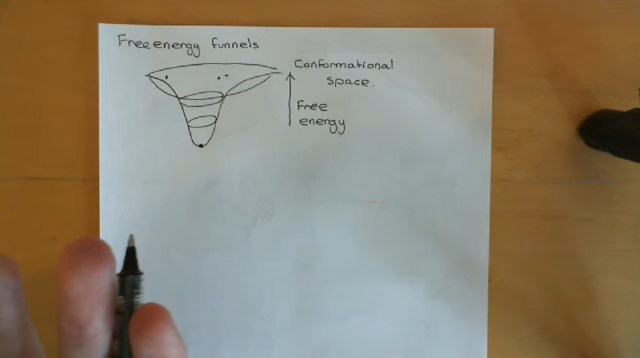 Free energy funnels
Conformational
space.
Free
energy